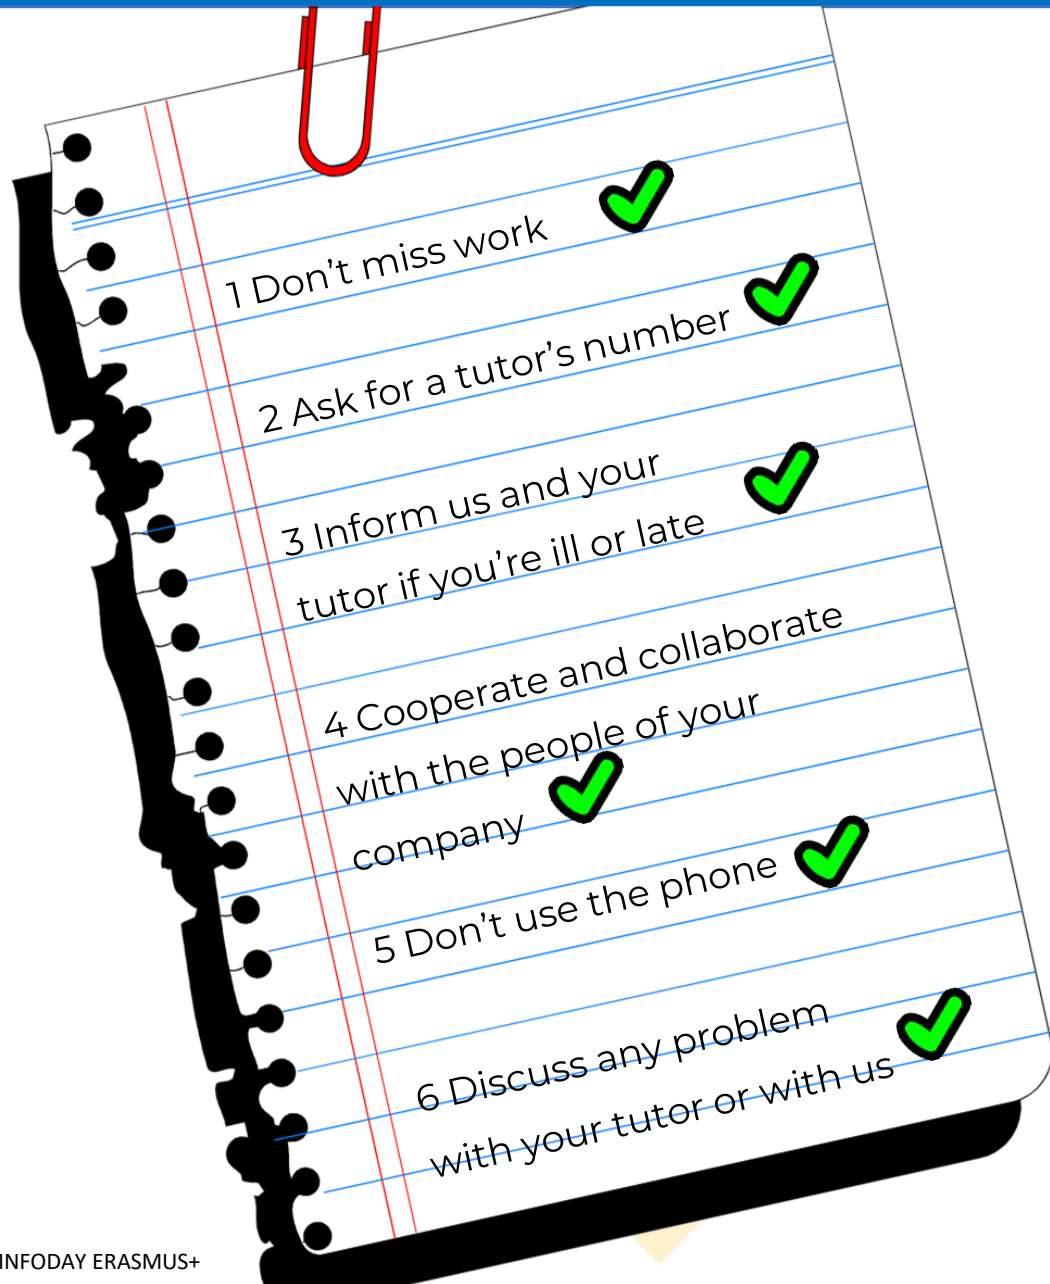 1 Don’t miss work
2 Ask for a tutor’s number
3 Inform us and your
tutor if you’re ill or late
4 Cooperate and collaborate
with the people of your
company
5 Don’t use the phone
6 Discuss any problem
with your tutor or with us
INFODAY ERASMUS+